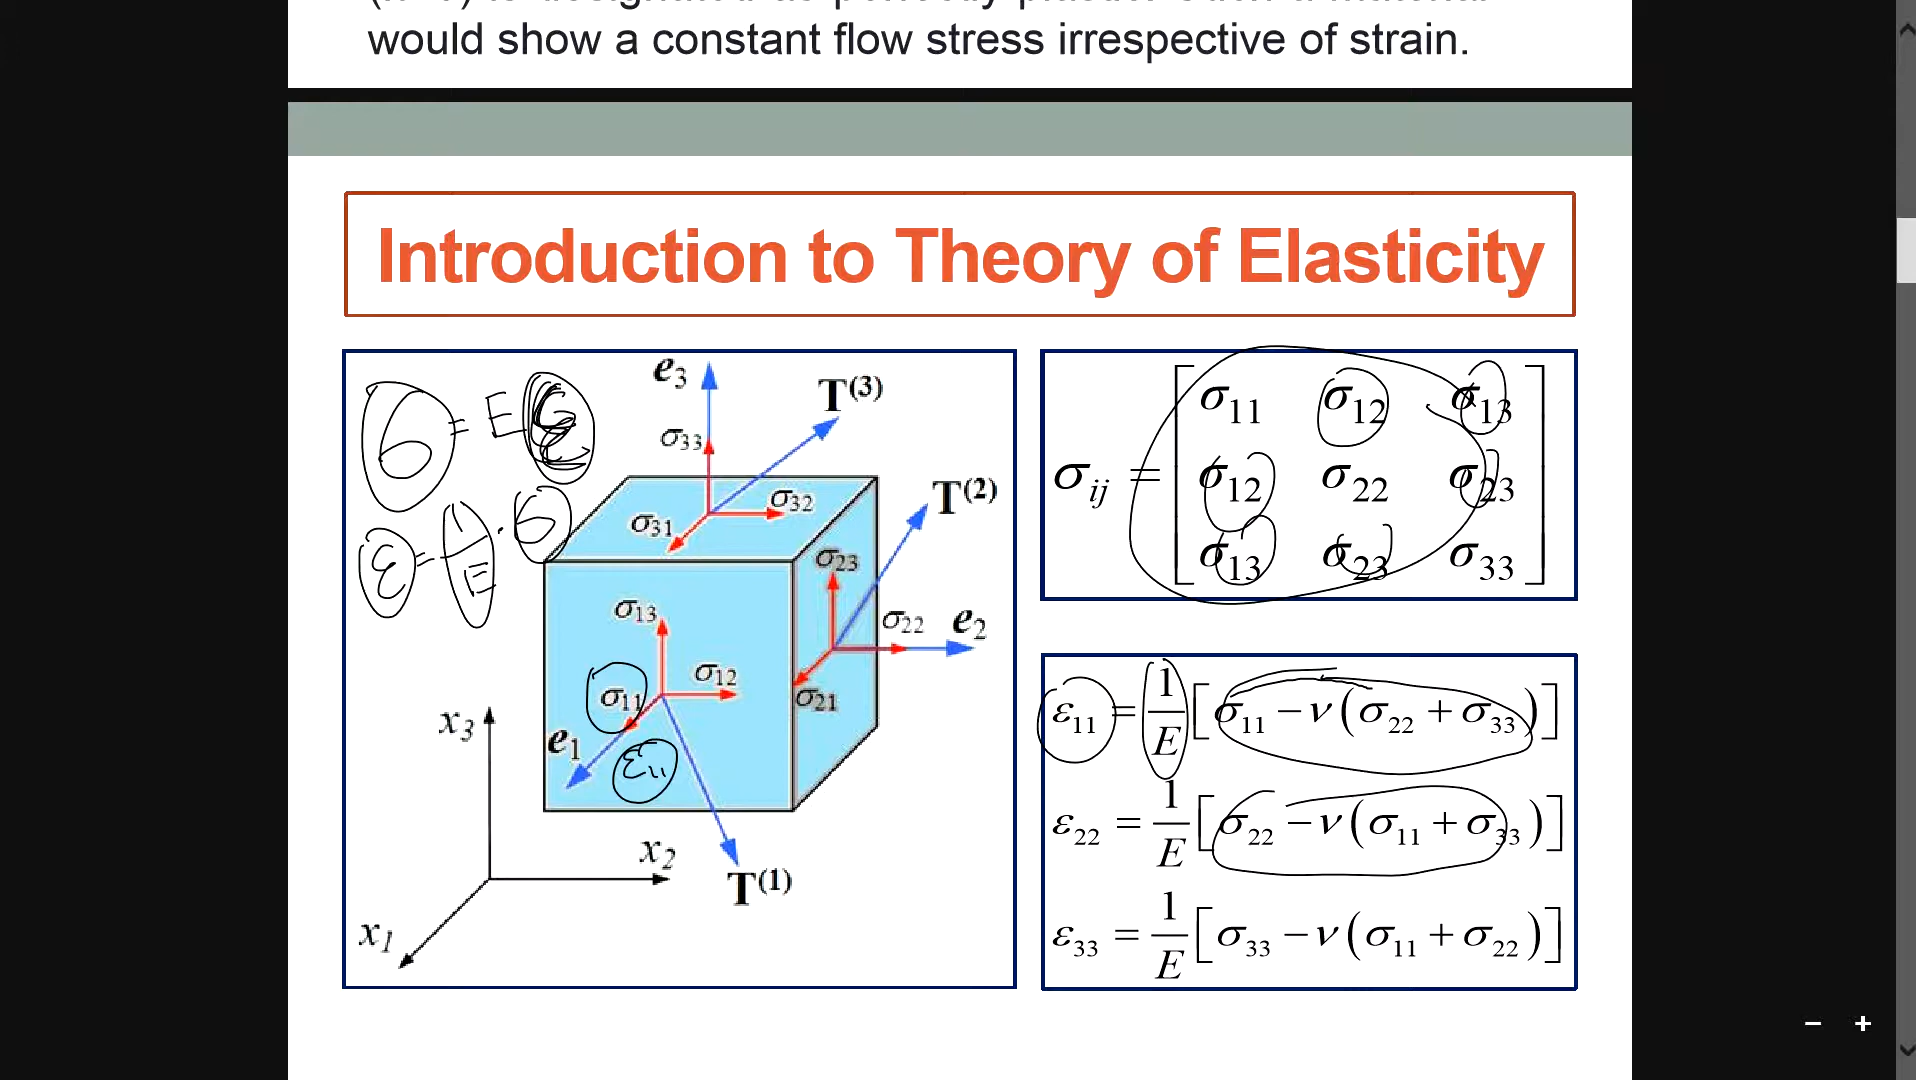 would show a constant flow stress irrespective of strain.
Introduction to Theory of Elasticity
σ = Eε
ε = 1/E · σ
e3
T(3)
σ33
σ32
σ31
T(2)
σ23
σ22
e2
σ13
σ12
σ11
σ21
e1
ε11
x3
x2
x1
T(1)
σij = [ σ11 σ12 σ13
σ12 σ22 σ23
σ13 σ23 σ33 ]
ε11 = 1/E [σ11 − ν(σ22 + σ33)]
ε22 = 1/E [σ22 − ν(σ11 + σ33)]
ε33 = 1/E [σ33 − ν(σ11 + σ22)]
− +